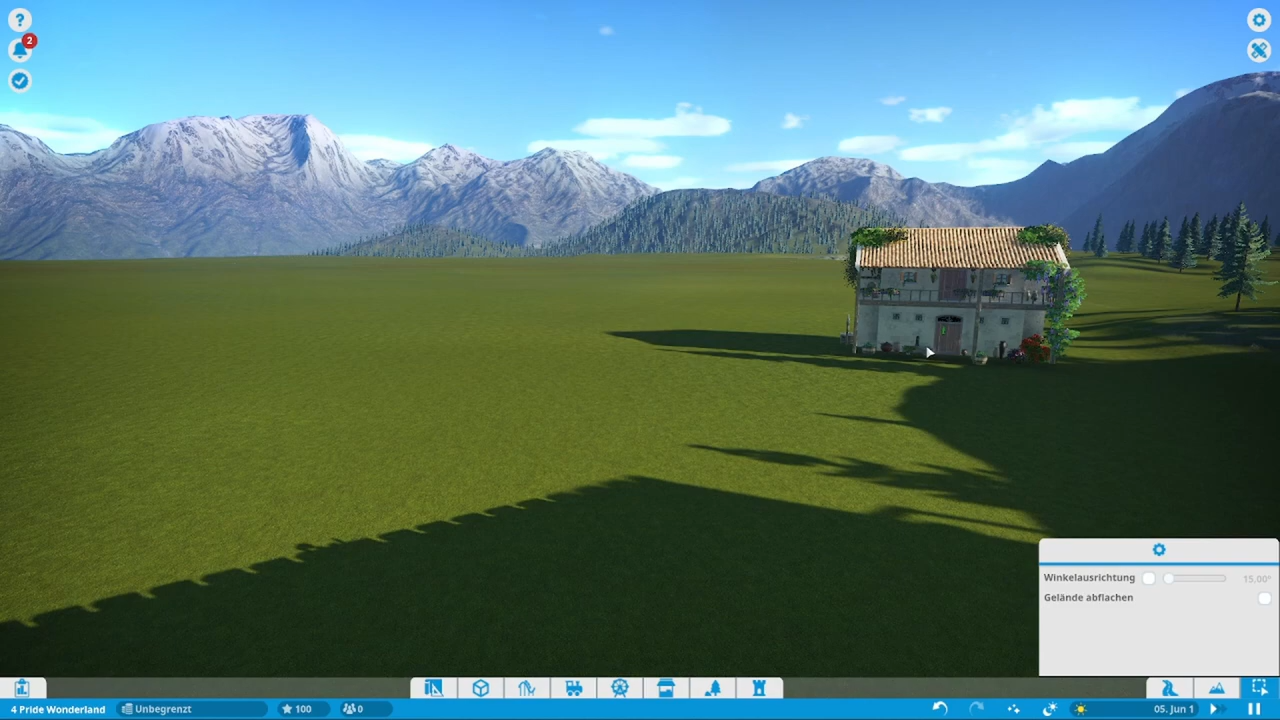 ?
2
Winkelausrichtung 15,00°
Gelände abflachen
4 Pride Wonderland Unbegrenzt 100 0 05. Jun 1